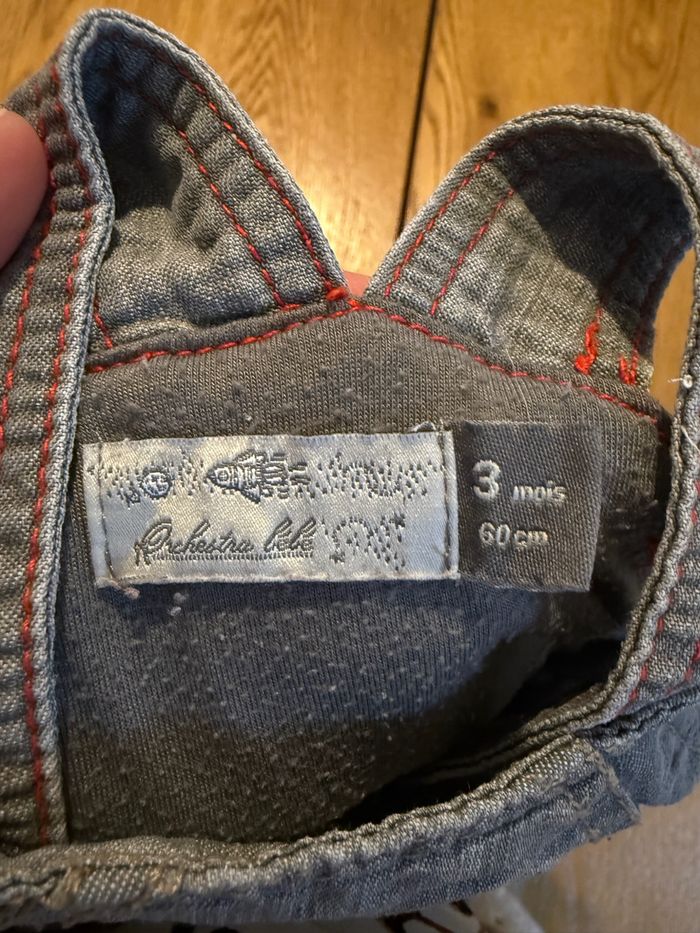 Orchestra bébé
3 mois
60 cm